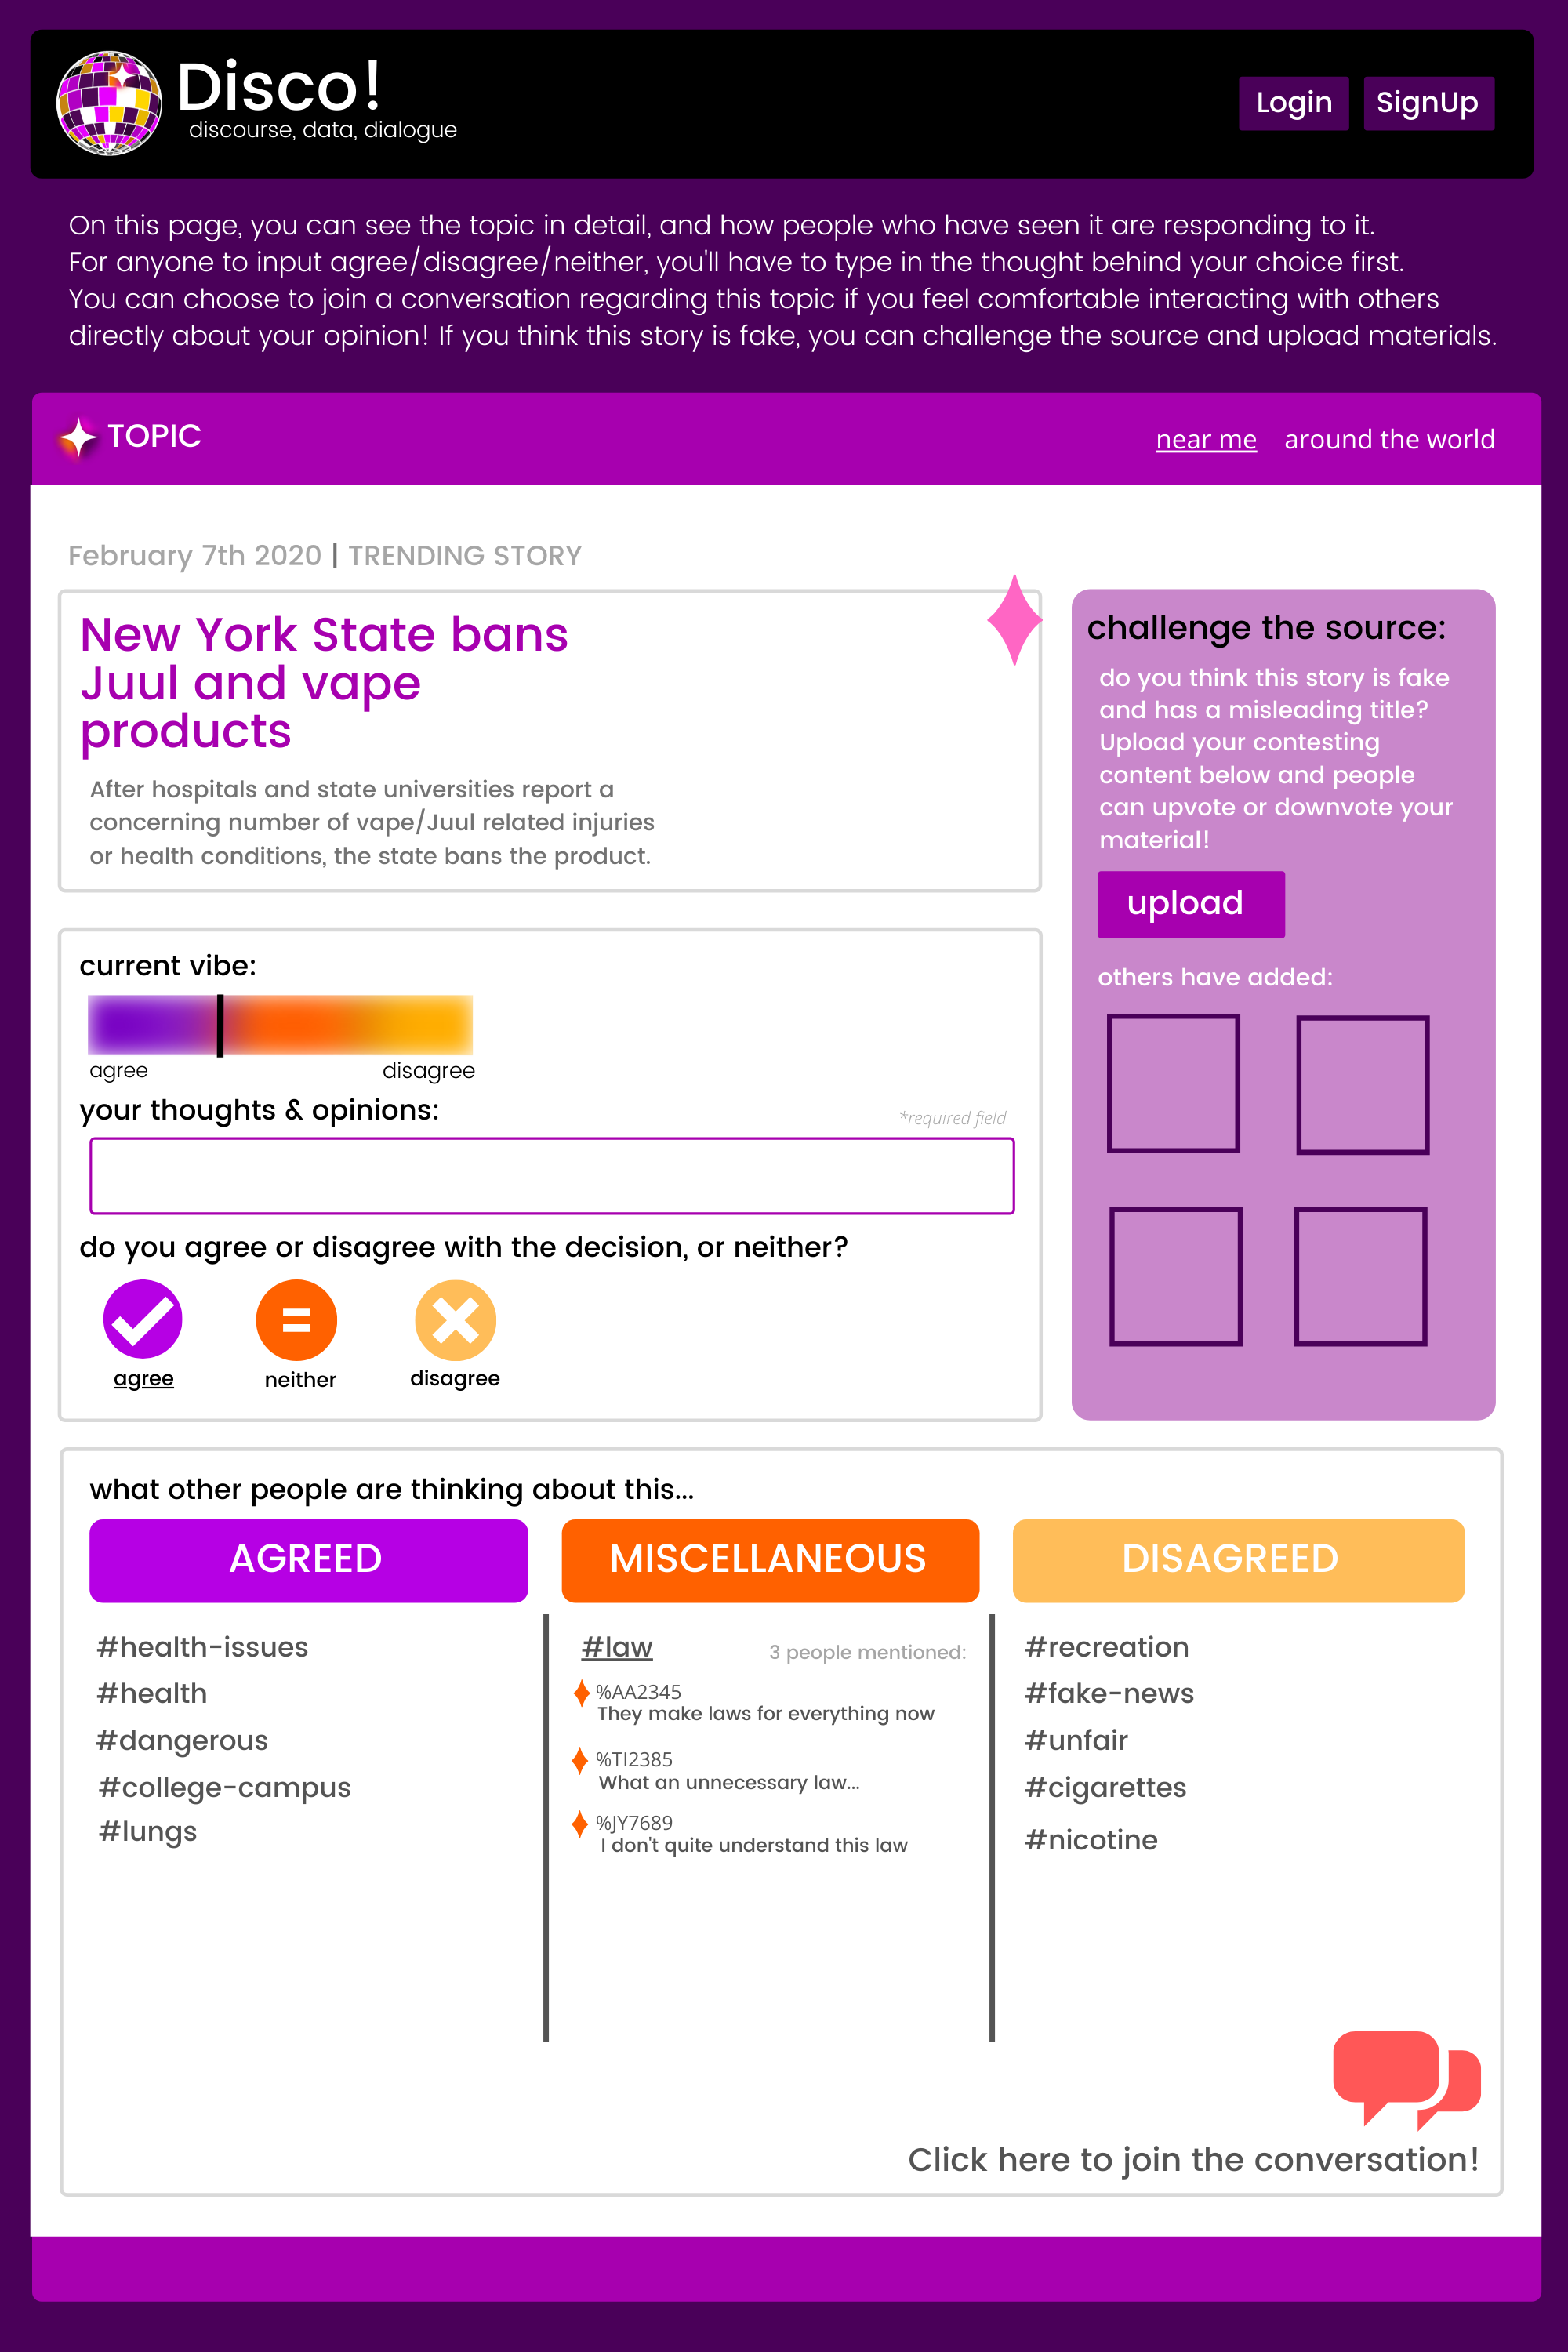 Disco!
discourse, data, dialogue
Login
SignUp
On this page, you can see the topic in detail, and how people who have seen it are responding to it.
For anyone to input agree/disagree/neither, you'll have to type in the thought behind your choice first.
You can choose to join a conversation regarding this topic if you feel comfortable interacting with others
directly about your opinion! If you think this story is fake, you can challenge the source and upload materials.
TOPIC
near me
around the world
February 7th 2020 | TRENDING STORY
New York State bans
Juul and vape
products
After hospitals and state universities report a
concerning number of vape/Juul related injuries
or health conditions, the state bans the product.
challenge the source:
do you think this story is fake
and has a misleading title?
Upload your contesting
content below and people
can upvote or downvote your
material!
upload
others have added:
current vibe:
agree
disagree
your thoughts & opinions:
*required field
do you agree or disagree with the decision, or neither?
agree
neither
disagree
what other people are thinking about this...
AGREED
#health-issues
#health
#dangerous
#college-campus
#lungs
MISCELLANEOUS
#law
3 people mentioned:
%AA2345
They make laws for everything now
%TI2385
What an unnecessary law...
%JY7689
I don't quite understand this law
DISAGREED
#recreation
#fake-news
#unfair
#cigarettes
#nicotine
Click here to join the conversation!